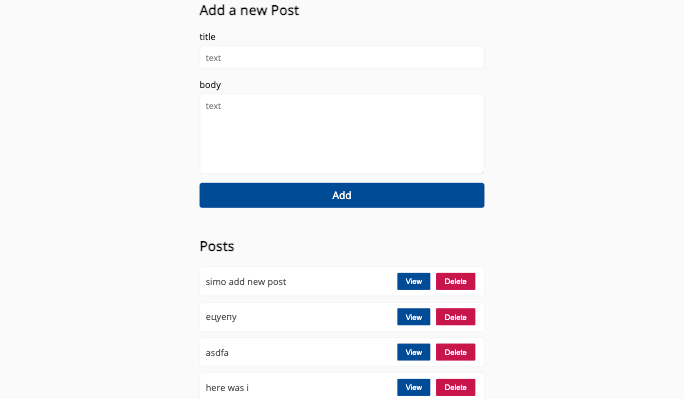 Add a new Post
title
text
body
text
Add
Posts
simo add new post View Delete
ецуепу View Delete
asdfa View Delete
here was i View Delete